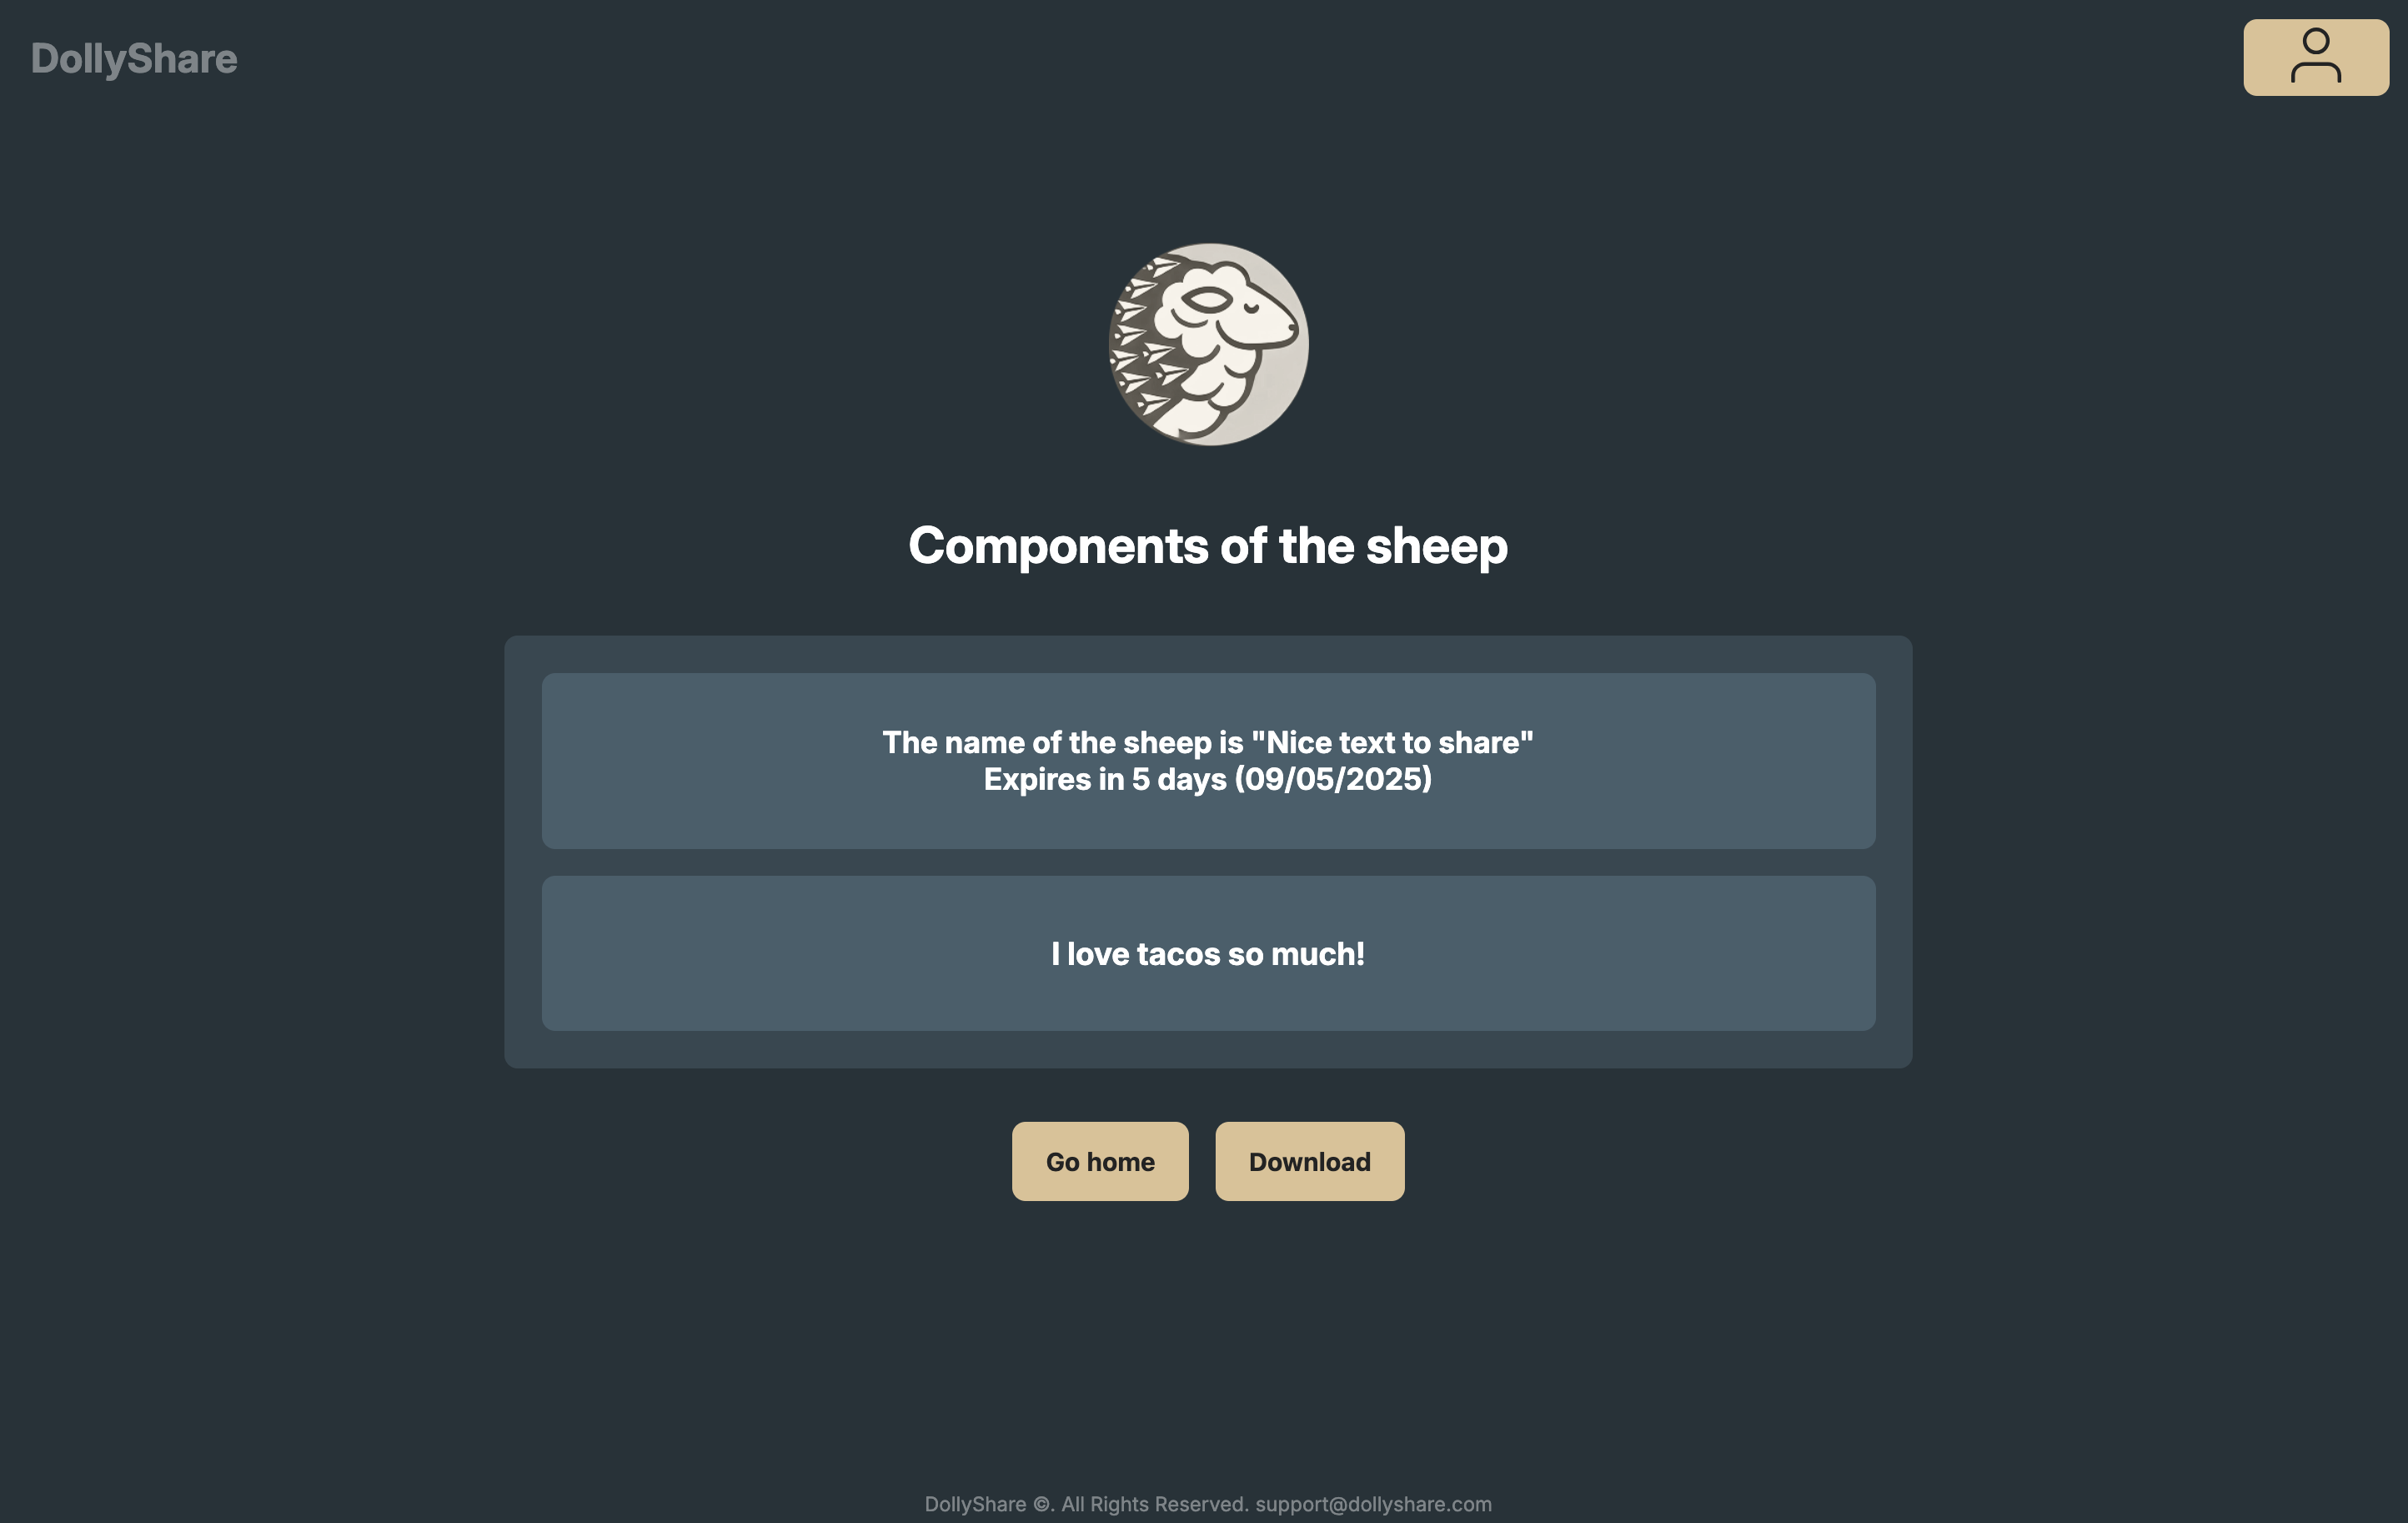 DollyShare
Components of the sheep
The name of the sheep is "Nice text to share"
Expires in 5 days (09/05/2025)
I love tacos so much!
Go home
Download
DollyShare ©. All Rights Reserved. support@dollyshare.com